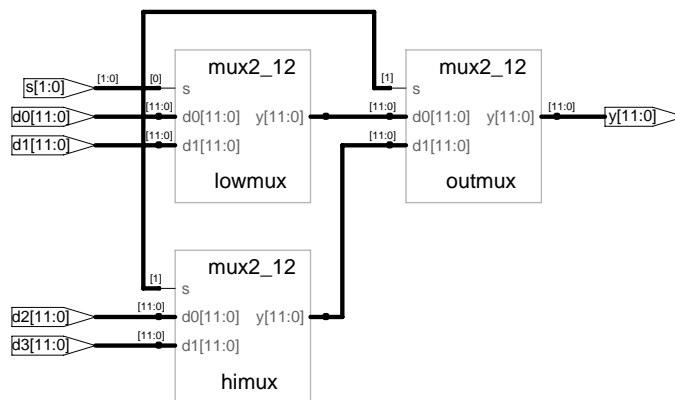 mux2_12
mux2_12
s[1:0]
[1:0]
[0]
s
[1]
s
d0[11:0]
[11:0]
d0[11:0]
y[11:0]
[11:0]
d0[11:0]
y[11:0]
[11:0]
y[11:0]
d1[11:0]
[11:0]
d1[11:0]
[11:0]
d1[11:0]
lowmux
outmux
mux2_12
[1]
s
d2[11:0]
[11:0]
d0[11:0]
y[11:0]
d3[11:0]
[11:0]
d1[11:0]
himux